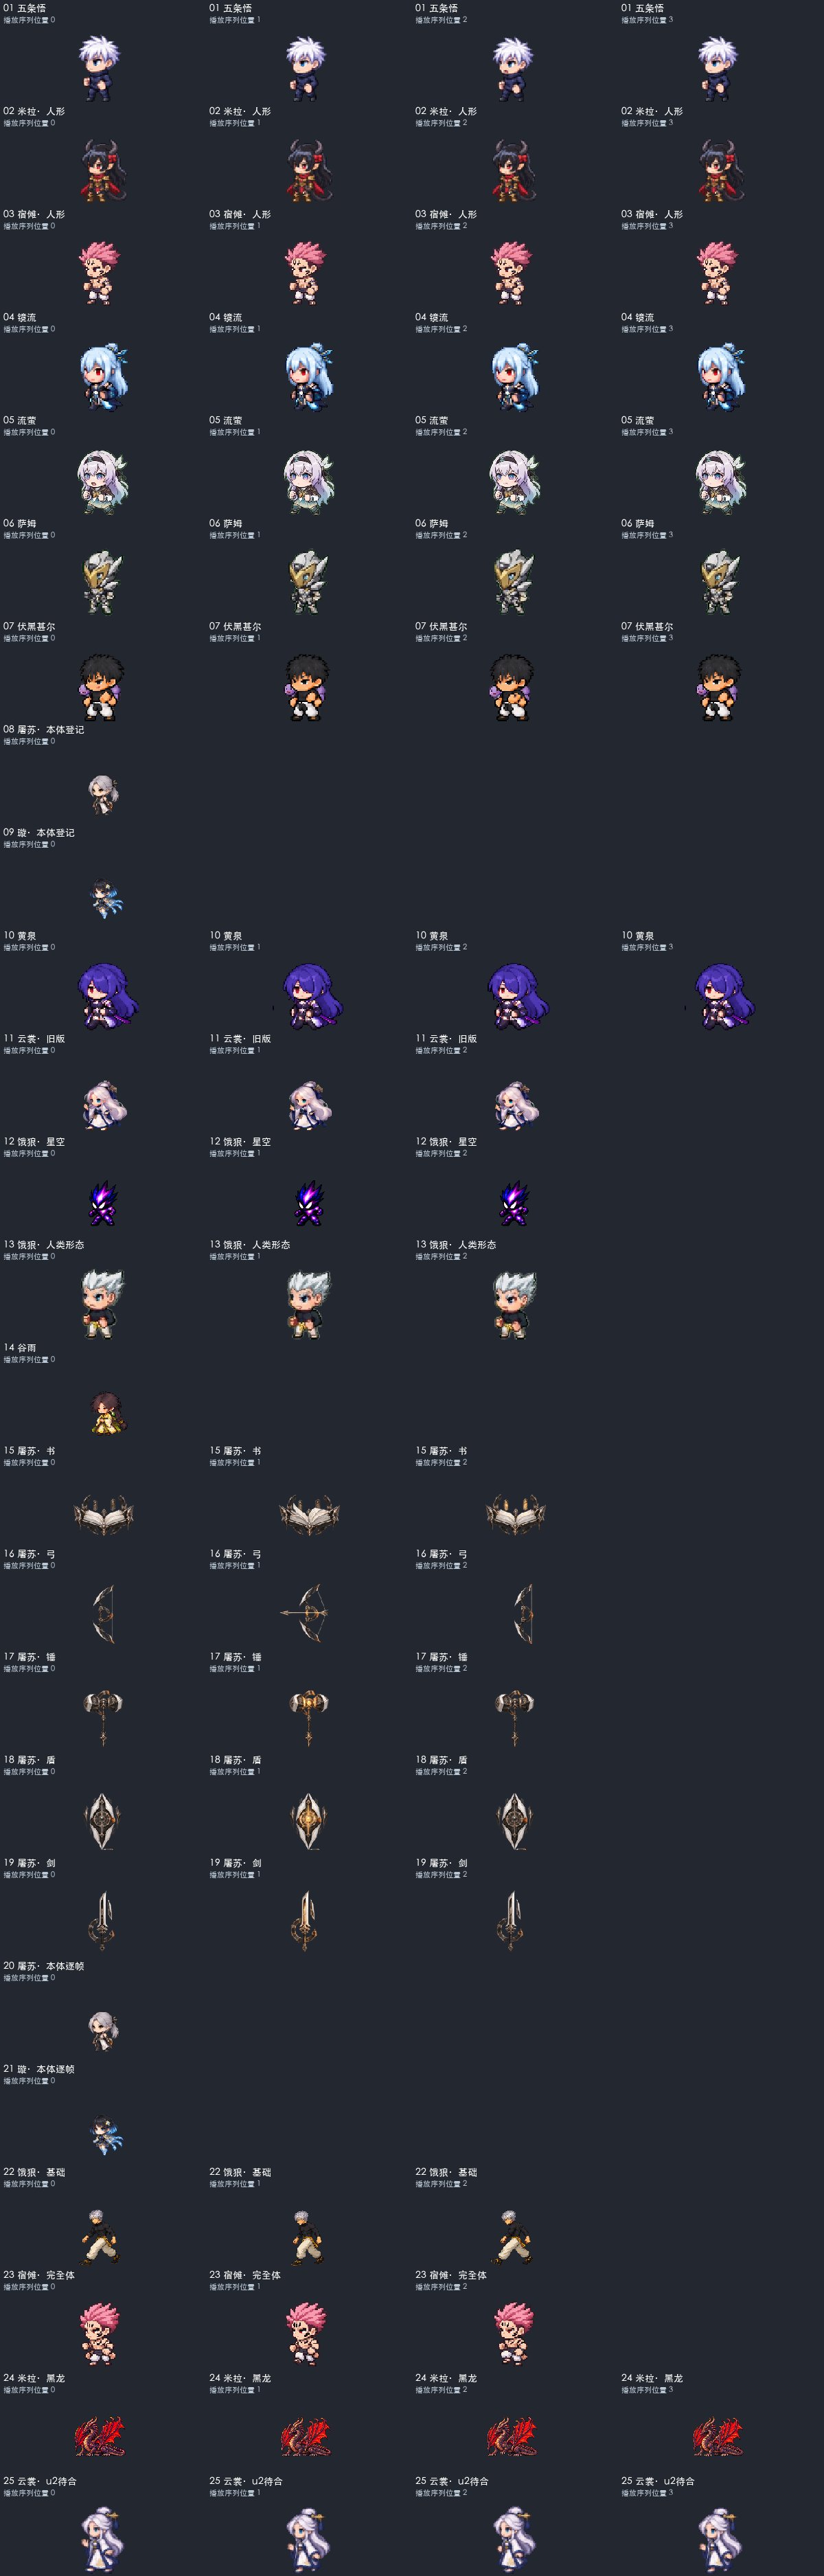 01 五条悟 01 五条悟 01 五条悟 01 五条悟
播放序列位置 0 播放序列位置 1 播放序列位置 2 播放序列位置 3
02 米拉·人形 02 米拉·人形 02 米拉·人形 02 米拉·人形
播放序列位置 0 播放序列位置 1 播放序列位置 2 播放序列位置 3
03 宿傩·人形 03 宿傩·人形 03 宿傩·人形 03 宿傩·人形
播放序列位置 0 播放序列位置 1 播放序列位置 2 播放序列位置 3
04 镜流 04 镜流 04 镜流 04 镜流
播放序列位置 0 播放序列位置 1 播放序列位置 2 播放序列位置 3
05 流萤 05 流萤 05 流萤 05 流萤
播放序列位置 0 播放序列位置 1 播放序列位置 2 播放序列位置 3
06 萨姆 06 萨姆 06 萨姆 06 萨姆
播放序列位置 0 播放序列位置 1 播放序列位置 2 播放序列位置 3
07 伏黑甚尔 07 伏黑甚尔 07 伏黑甚尔 07 伏黑甚尔
播放序列位置 0 播放序列位置 1 播放序列位置 2 播放序列位置 3
08 屠苏·本体登记
播放序列位置 0
09 璇·本体登记
播放序列位置 0
10 黄泉 10 黄泉 10 黄泉 10 黄泉
播放序列位置 0 播放序列位置 1 播放序列位置 2 播放序列位置 3
11 云裳·旧版 11 云裳·旧版 11 云裳·旧版
播放序列位置 0 播放序列位置 1 播放序列位置 2
12 饿狼·星空 12 饿狼·星空 12 饿狼·星空
播放序列位置 0 播放序列位置 1 播放序列位置 2
13 饿狼·人类形态 13 饿狼·人类形态 13 饿狼·人类形态
播放序列位置 0 播放序列位置 1 播放序列位置 2
14 谷雨
播放序列位置 0
15 屠苏·书 15 屠苏·书 15 屠苏·书
播放序列位置 0 播放序列位置 1 播放序列位置 2
16 屠苏·弓 16 屠苏·弓 16 屠苏·弓
播放序列位置 0 播放序列位置 1 播放序列位置 2
17 屠苏·锤 17 屠苏·锤 17 屠苏·锤
播放序列位置 0 播放序列位置 1 播放序列位置 2
18 屠苏·盾 18 屠苏·盾 18 屠苏·盾
播放序列位置 0 播放序列位置 1 播放序列位置 2
19 屠苏·剑 19 屠苏·剑 19 屠苏·剑
播放序列位置 0 播放序列位置 1 播放序列位置 2
20 屠苏·本体逐帧
播放序列位置 0
21 璇·本体逐帧
播放序列位置 0
22 饿狼·基础 22 饿狼·基础 22 饿狼·基础
播放序列位置 0 播放序列位置 1 播放序列位置 2
23 宿傩·完全体 23 宿傩·完全体 23 宿傩·完全体
播放序列位置 0 播放序列位置 1 播放序列位置 2
24 米拉·黑龙 24 米拉·黑龙 24 米拉·黑龙 24 米拉·黑龙
播放序列位置 0 播放序列位置 1 播放序列位置 2 播放序列位置 3
25 云裳·u2待合 25 云裳·u2待合 25 云裳·u2待合 25 云裳·u2待合
播放序列位置 0 播放序列位置 1 播放序列位置 2 播放序列位置 3